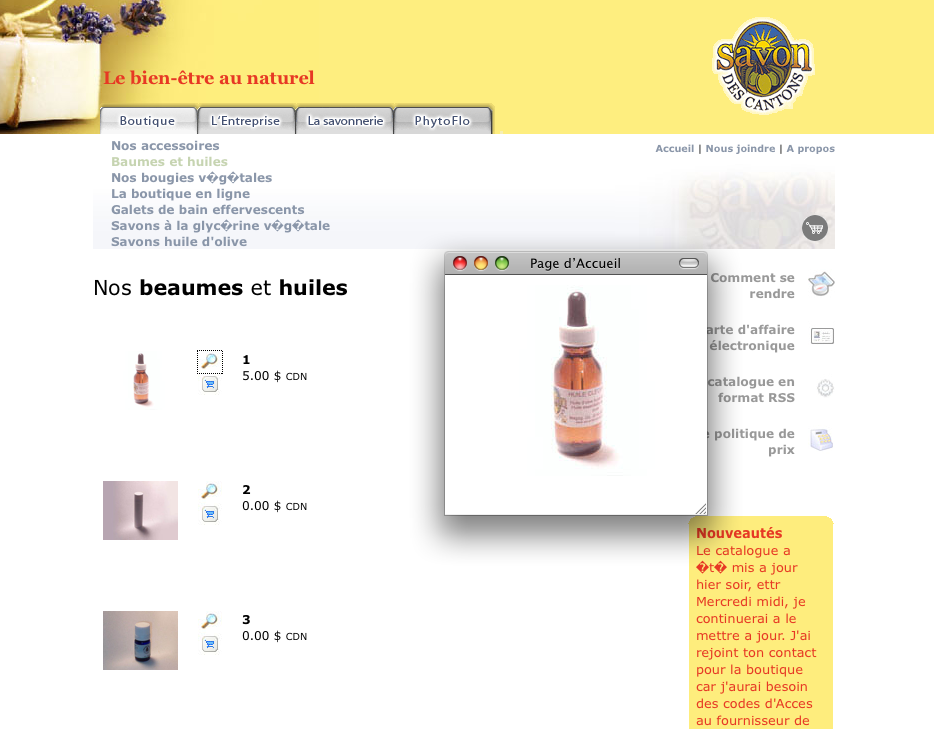 savon
DES CANTONS
Le bien-être au naturel
Boutique
L'Entreprise
La savonnerie
PhytoFlo
Nos accessoires
Accueil | Nous joindre | A propos
Baumes et huiles
Nos bougies v�g�tales
La boutique en ligne
Galets de bain effervescents
Savons à la glyc�rine v�g�tale
Savons huile d'olive
savon
Nos beaumes et huiles
Page d'Accueil
HUILE
Comment se
rendre
arte d'affaire
électronique
catalogue en
format RSS
politique de
prix
1
5.00 $ CDN
2
0.00 $ CDN
3
0.00 $ CDN
Nouveautés
Le catalogue a
�t� mis a jour
hier soir, ettr
Mercredi midi, je
continuerai a le
mettre a jour. J'ai
rejoint ton contact
pour la boutique
car j'aurai besoin
des codes d'Acces
au fournisseur de